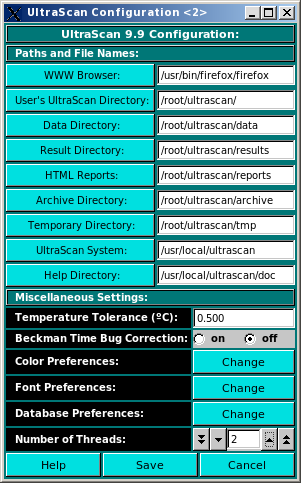 UltraScan Configuration <2>
UltraScan 9.9 Configuration:
Paths and File Names:
WWW Browser: /usr/bin/firefox/firefox
User's UltraScan Directory: /root/ultrascan/
Data Directory: /root/ultrascan/data
Result Directory: /root/ultrascan/results
HTML Reports: /root/ultrascan/reports
Archive Directory: /root/ultrascan/archive
Temporary Directory: /root/ultrascan/tmp
UltraScan System: /usr/local/ultrascan
Help Directory: /usr/local/ultrascan/doc
Miscellaneous Settings:
Temperature Tolerance (ºC): 0.500
Beckman Time Bug Correction: on off
Color Preferences: Change
Font Preferences: Change
Database Preferences: Change
Number of Threads: 2
Help Save Cancel